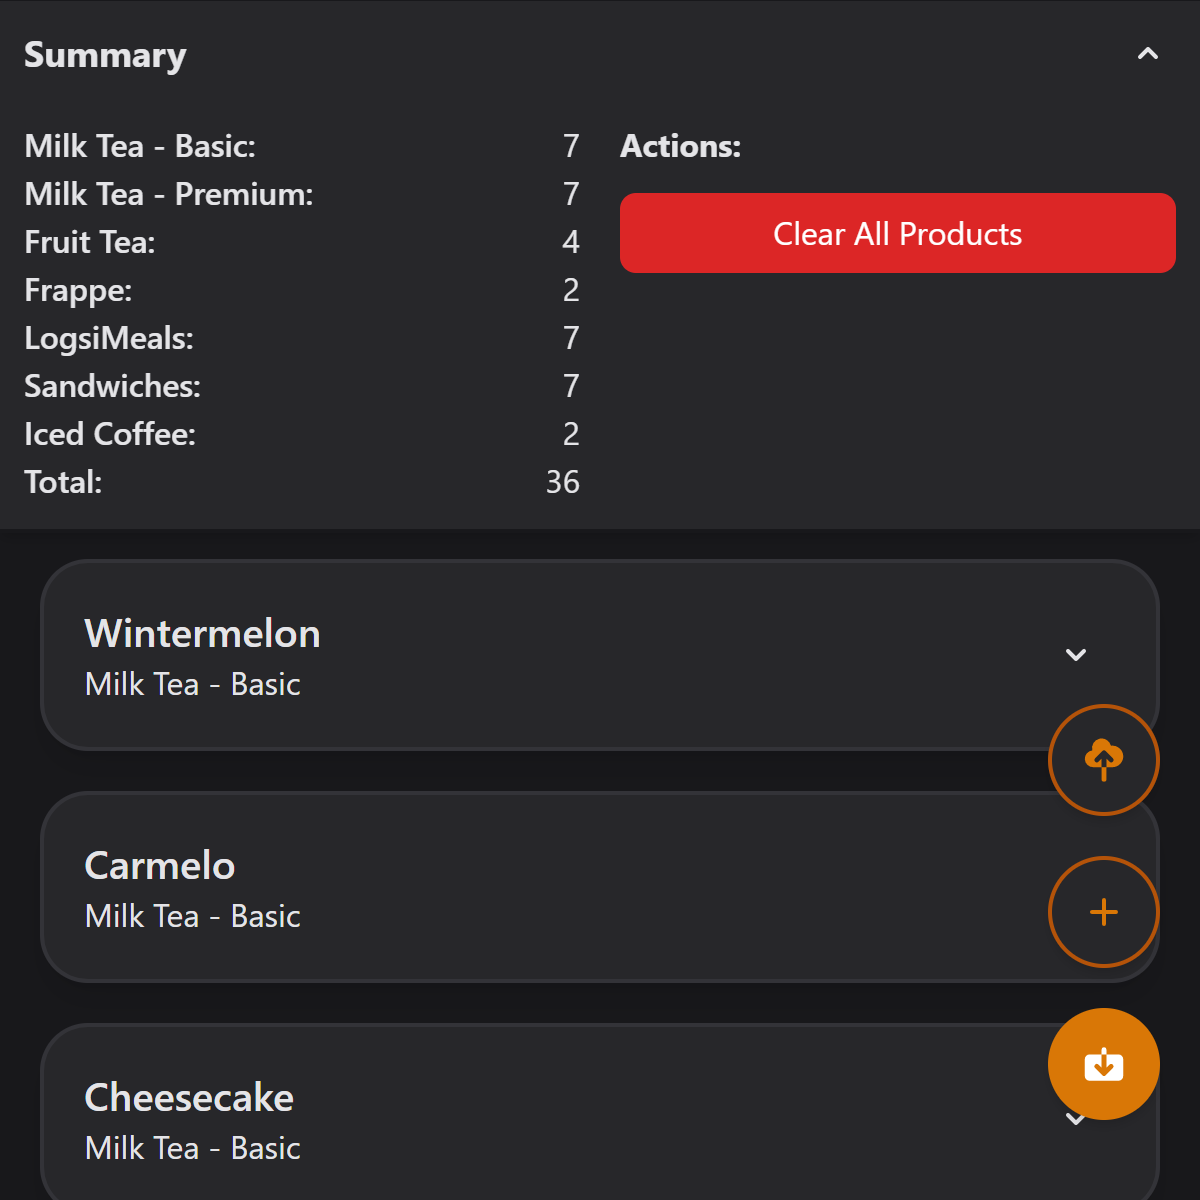 Summary
Milk Tea - Basic: 7
Milk Tea - Premium: 7
Fruit Tea: 4
Frappe: 2
LogsiMeals: 7
Sandwiches: 7
Iced Coffee: 2
Total: 36
Actions:
Clear All Products
Wintermelon
Milk Tea - Basic
Carmelo
Milk Tea - Basic
Cheesecake
Milk Tea - Basic